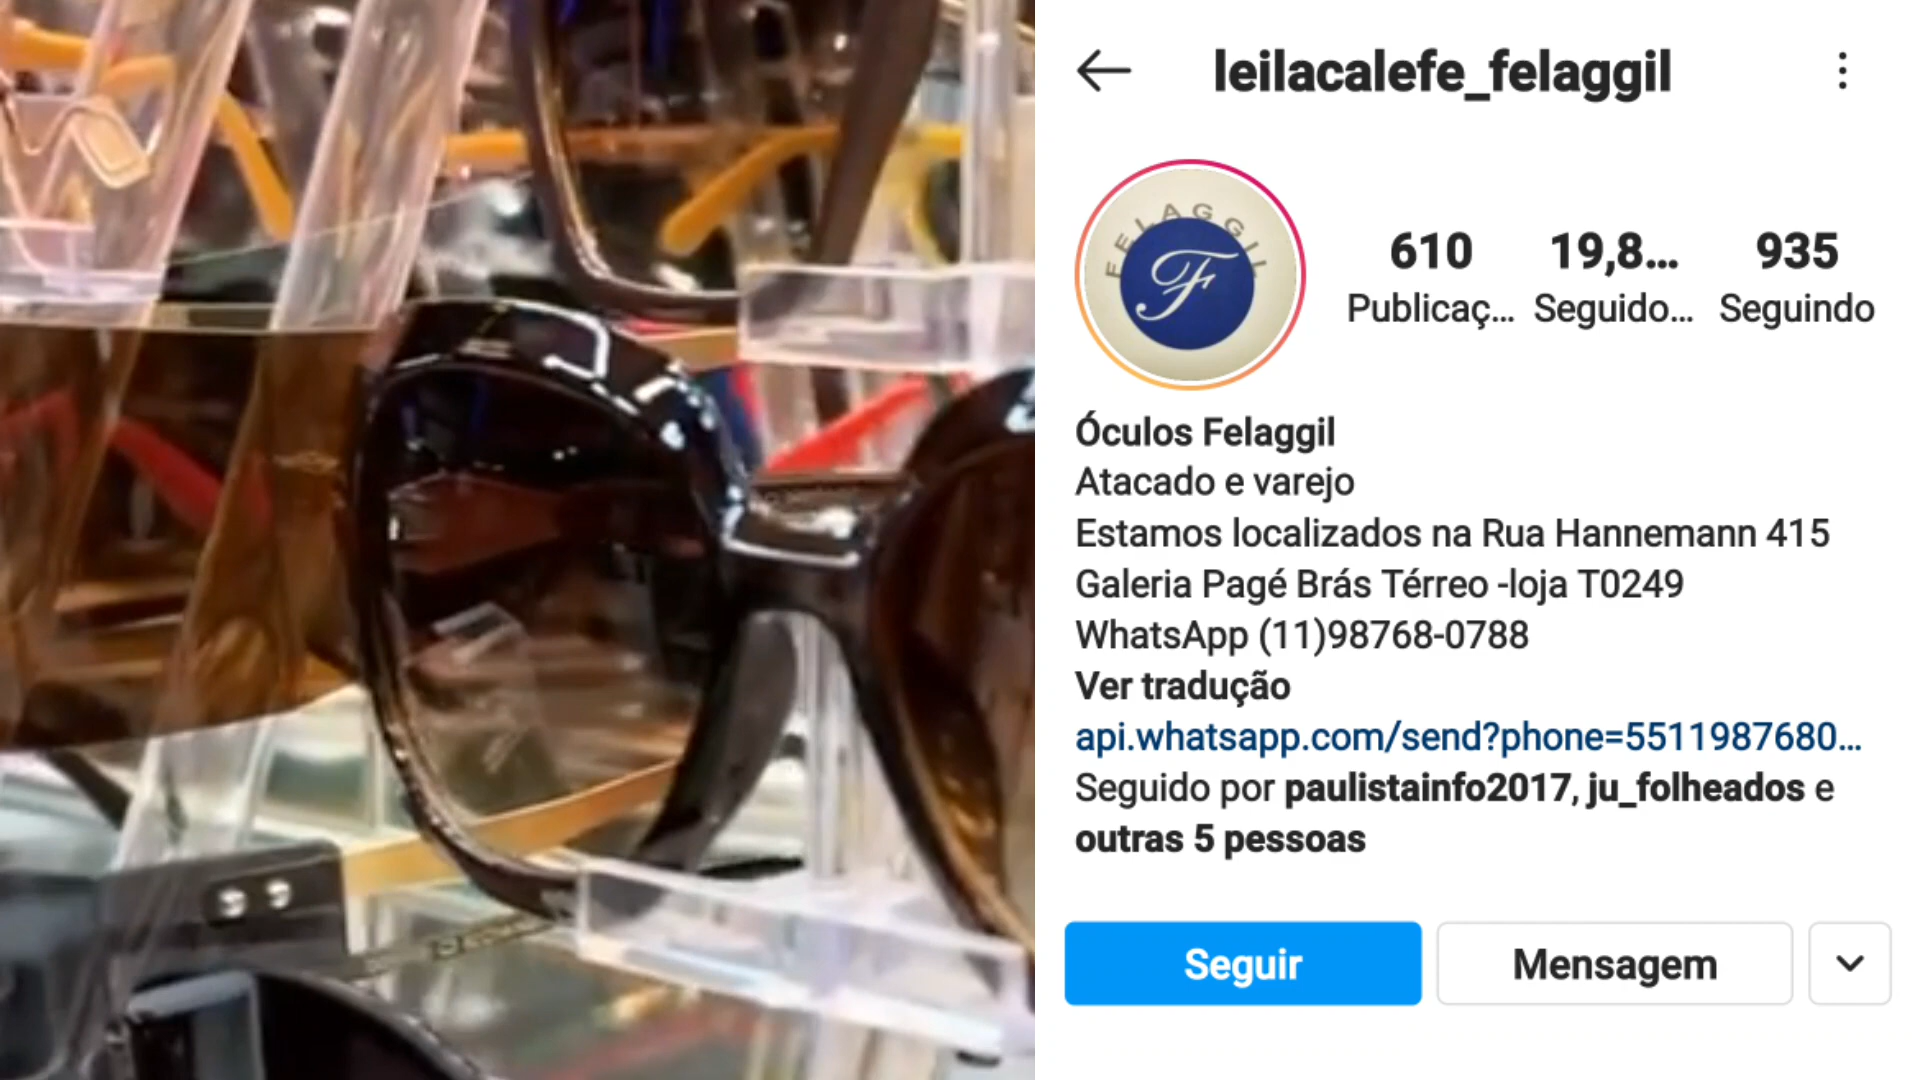 leilacalefe_felaggil
FELAGGIL
F
610
19,8...
935
Publicaç...
Seguido...
Seguindo
Óculos Felaggil
Atacado e varejo
Estamos localizados na Rua Hannemann 415
Galeria Pagé Brás Térreo -loja T0249
WhatsApp (11)98768-0788
Ver tradução
api.whatsapp.com/send?phone=5511987680...
Seguido por paulistainfo2017, ju_folheados e
outras 5 pessoas
Seguir
Mensagem